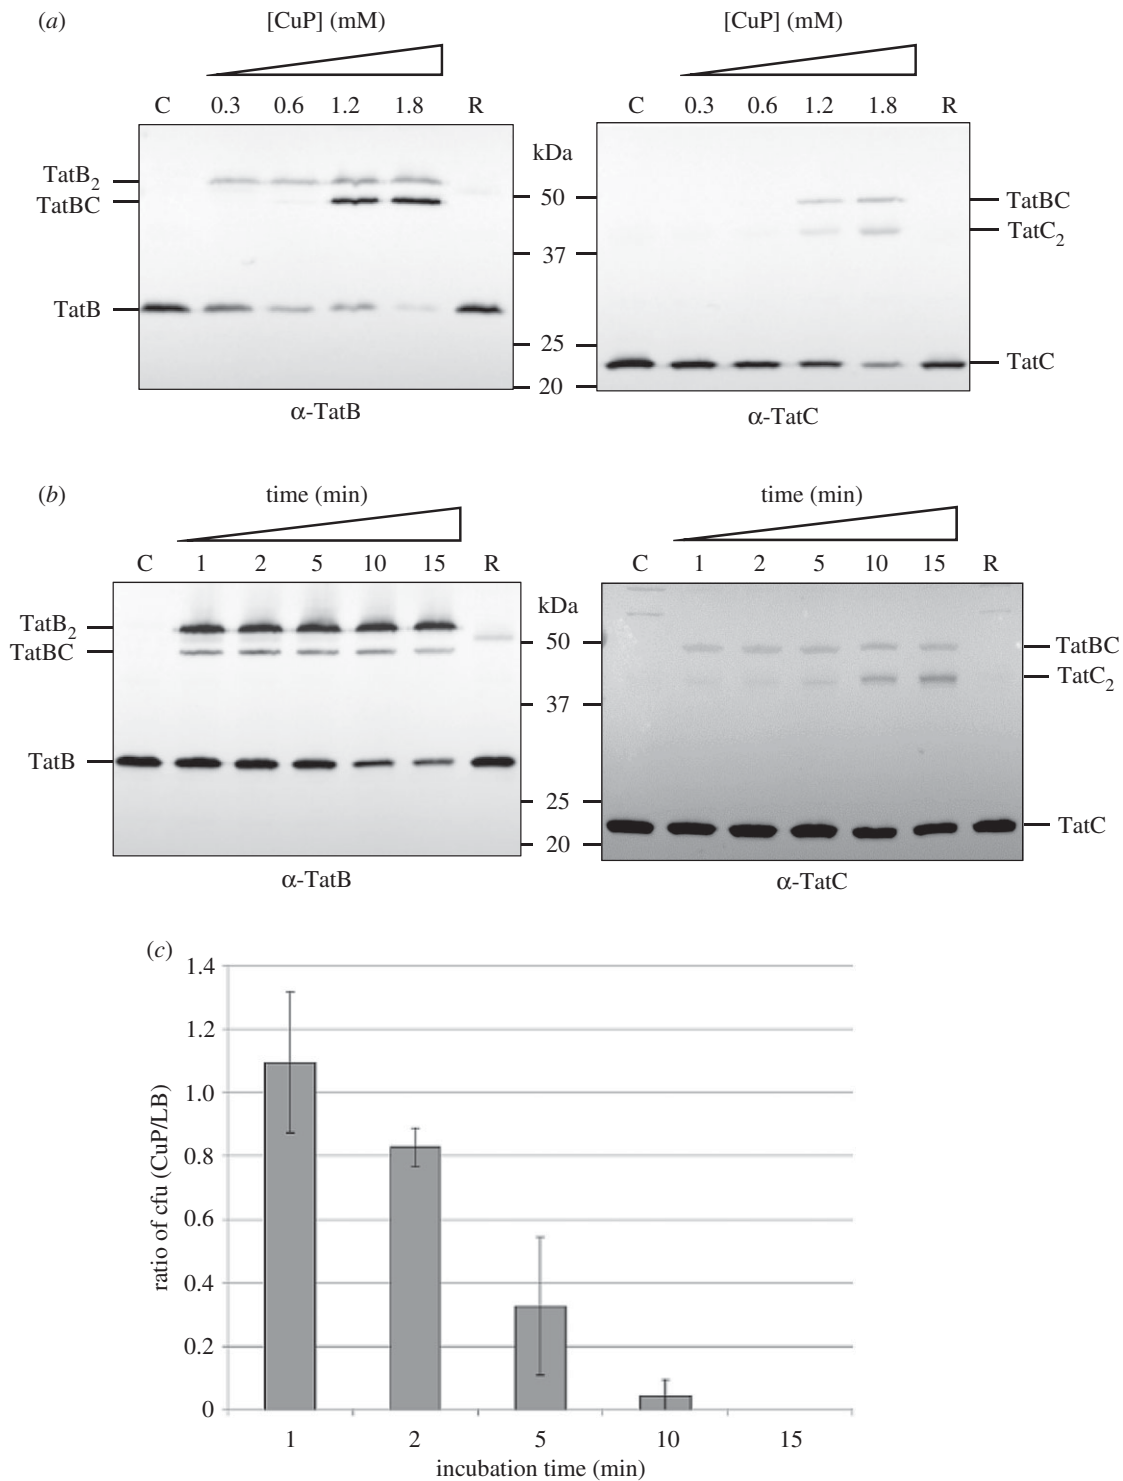 (a)
[CuP] (mM)
[CuP] (mM)
C 0.3 0.6 1.2 1.8 R
C 0.3 0.6 1.2 1.8 R
kDa
TatB2
TatBC
TatB
50
37
25
20
TatBC
TatC2
TatC
α-TatB
α-TatC
(b)
time (min)
time (min)
C 1 2 5 10 15 R
C 1 2 5 10 15 R
kDa
TatB2
TatBC
TatB
50
37
25
20
TatBC
TatC2
TatC
α-TatB
α-TatC
(c)
ratio of cfu (CuP/LB)
1.4
1.2
1.0
0.8
0.6
0.4
0.2
0
1 2 5 10 15
incubation time (min)